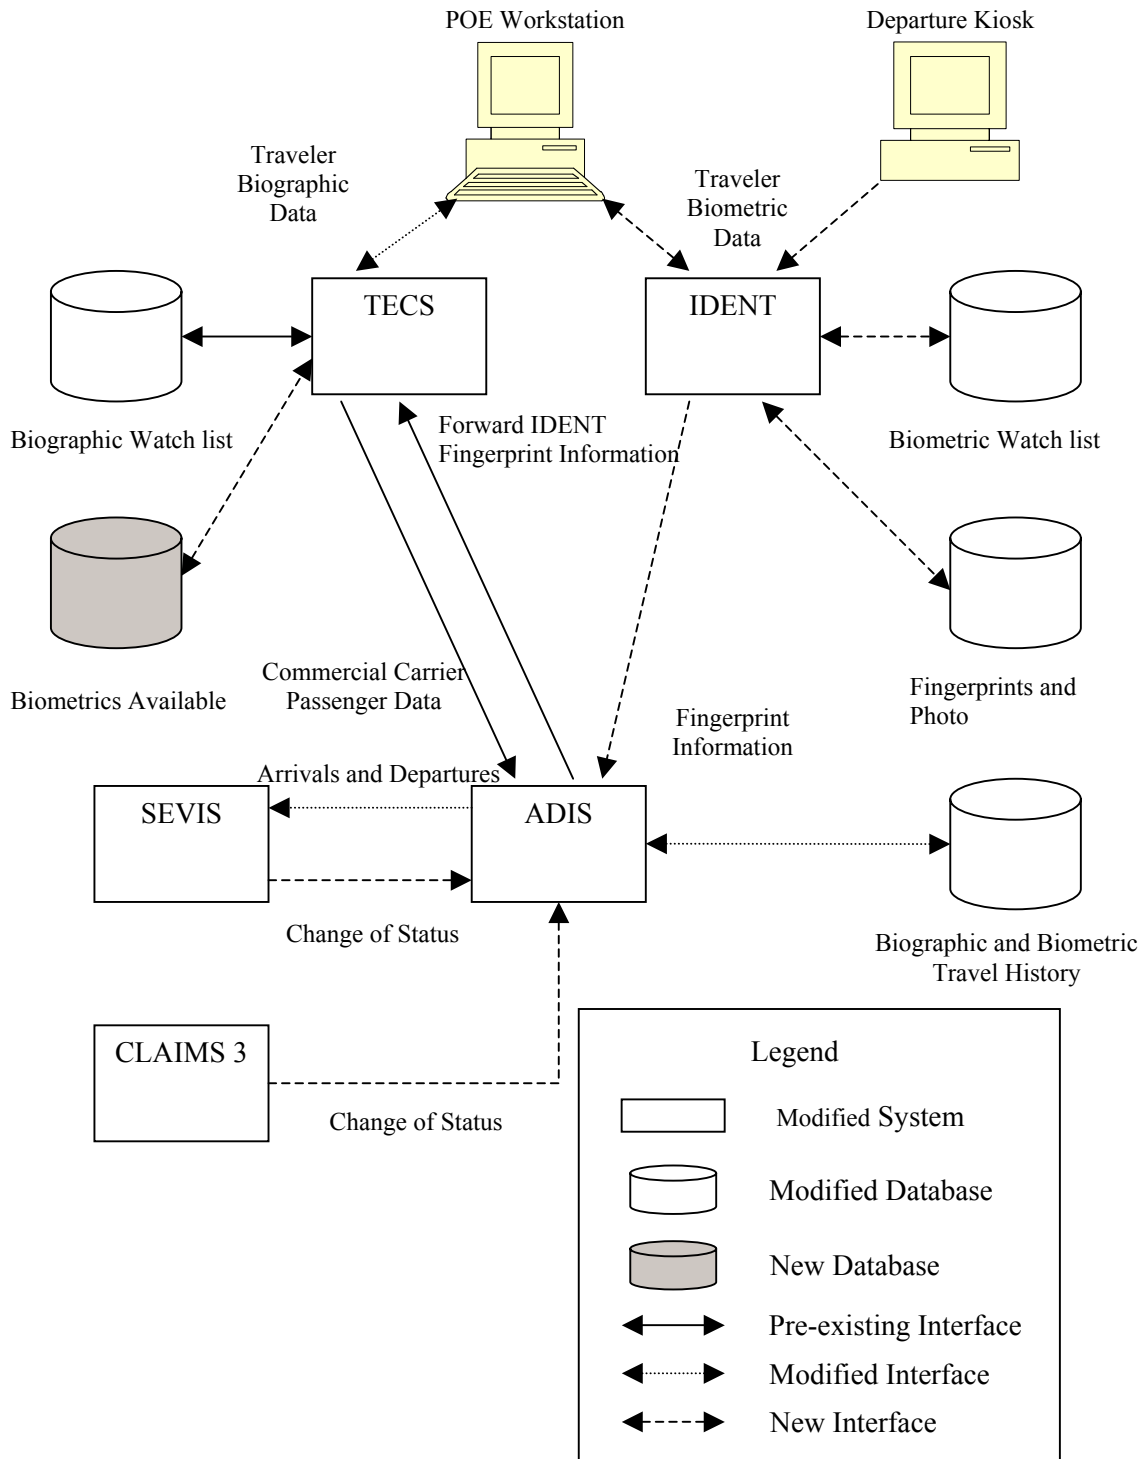 POE Workstation
Departure Kiosk
Traveler
Biographic
Data
Traveler
Biometric
Data
TECS
IDENT
Biographic Watch list
Forward IDENT
Fingerprint Information
Biometric Watch list
Biometrics Available
Commercial Carrier
Passenger Data
Fingerprints and
Photo
Fingerprint
Information
Arrivals and Departures
SEVIS
ADIS
Change of Status
Biographic and Biometric
Travel History
CLAIMS 3
Change of Status
Legend
Modified System
Modified Database
New Database
Pre-existing Interface
Modified Interface
New Interface